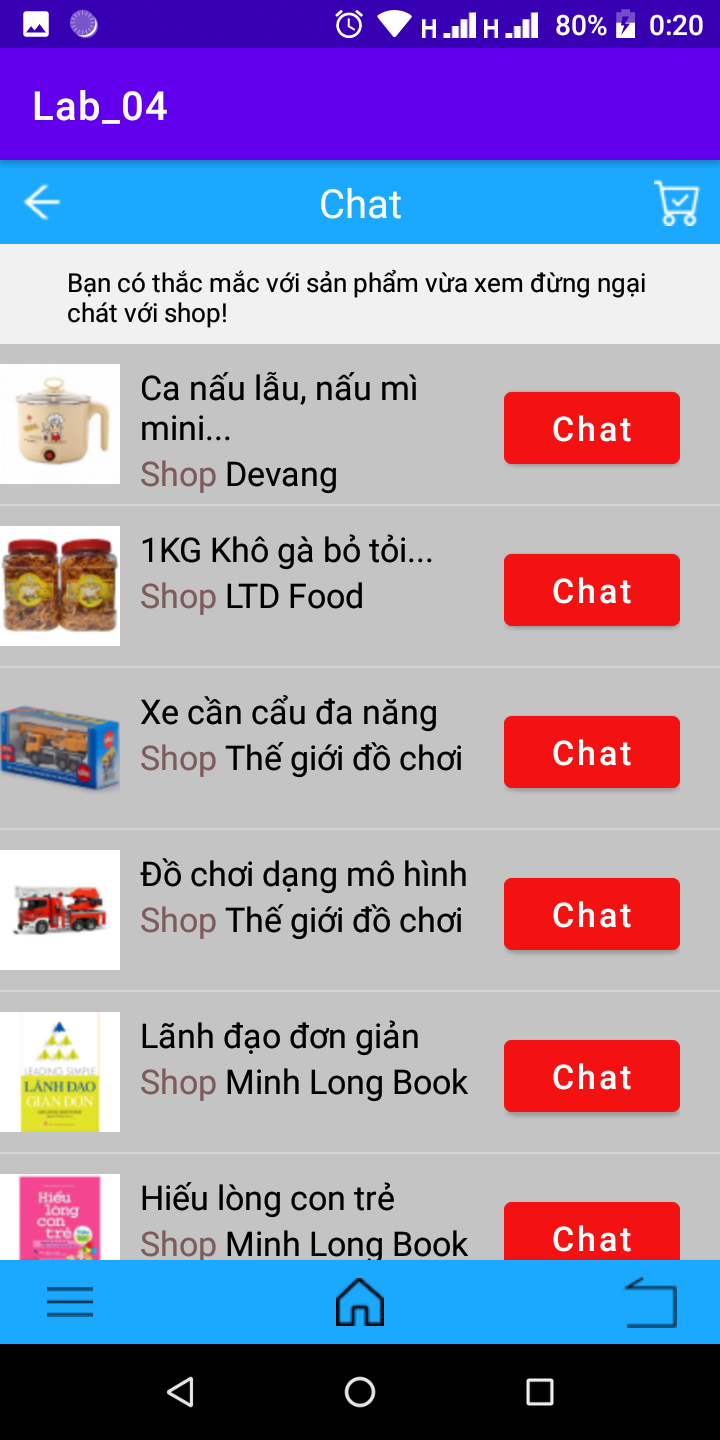 H H 80% 0:20
Lab_04
Chat
Bạn có thắc mắc với sản phẩm vừa xem đừng ngại
chát với shop!
Ca nấu lẫu, nấu mì
mini...
Shop Devang
Chat
1KG Khô gà bỏ tỏi...
Shop LTD Food
Chat
Xe cần cẩu đa năng
Shop Thế giới đồ chơi
Chat
Đồ chơi dạng mô hình
Shop Thế giới đồ chơi
Chat
LEADING SIMPLE
LÃNH ĐẠO
GIẢN ĐƠN
Lãnh đạo đơn giản
Shop Minh Long Book
Chat
Hiểu
lòng
con
trẻ
Hiếu lòng con trẻ
Shop Minh Long Book
Chat